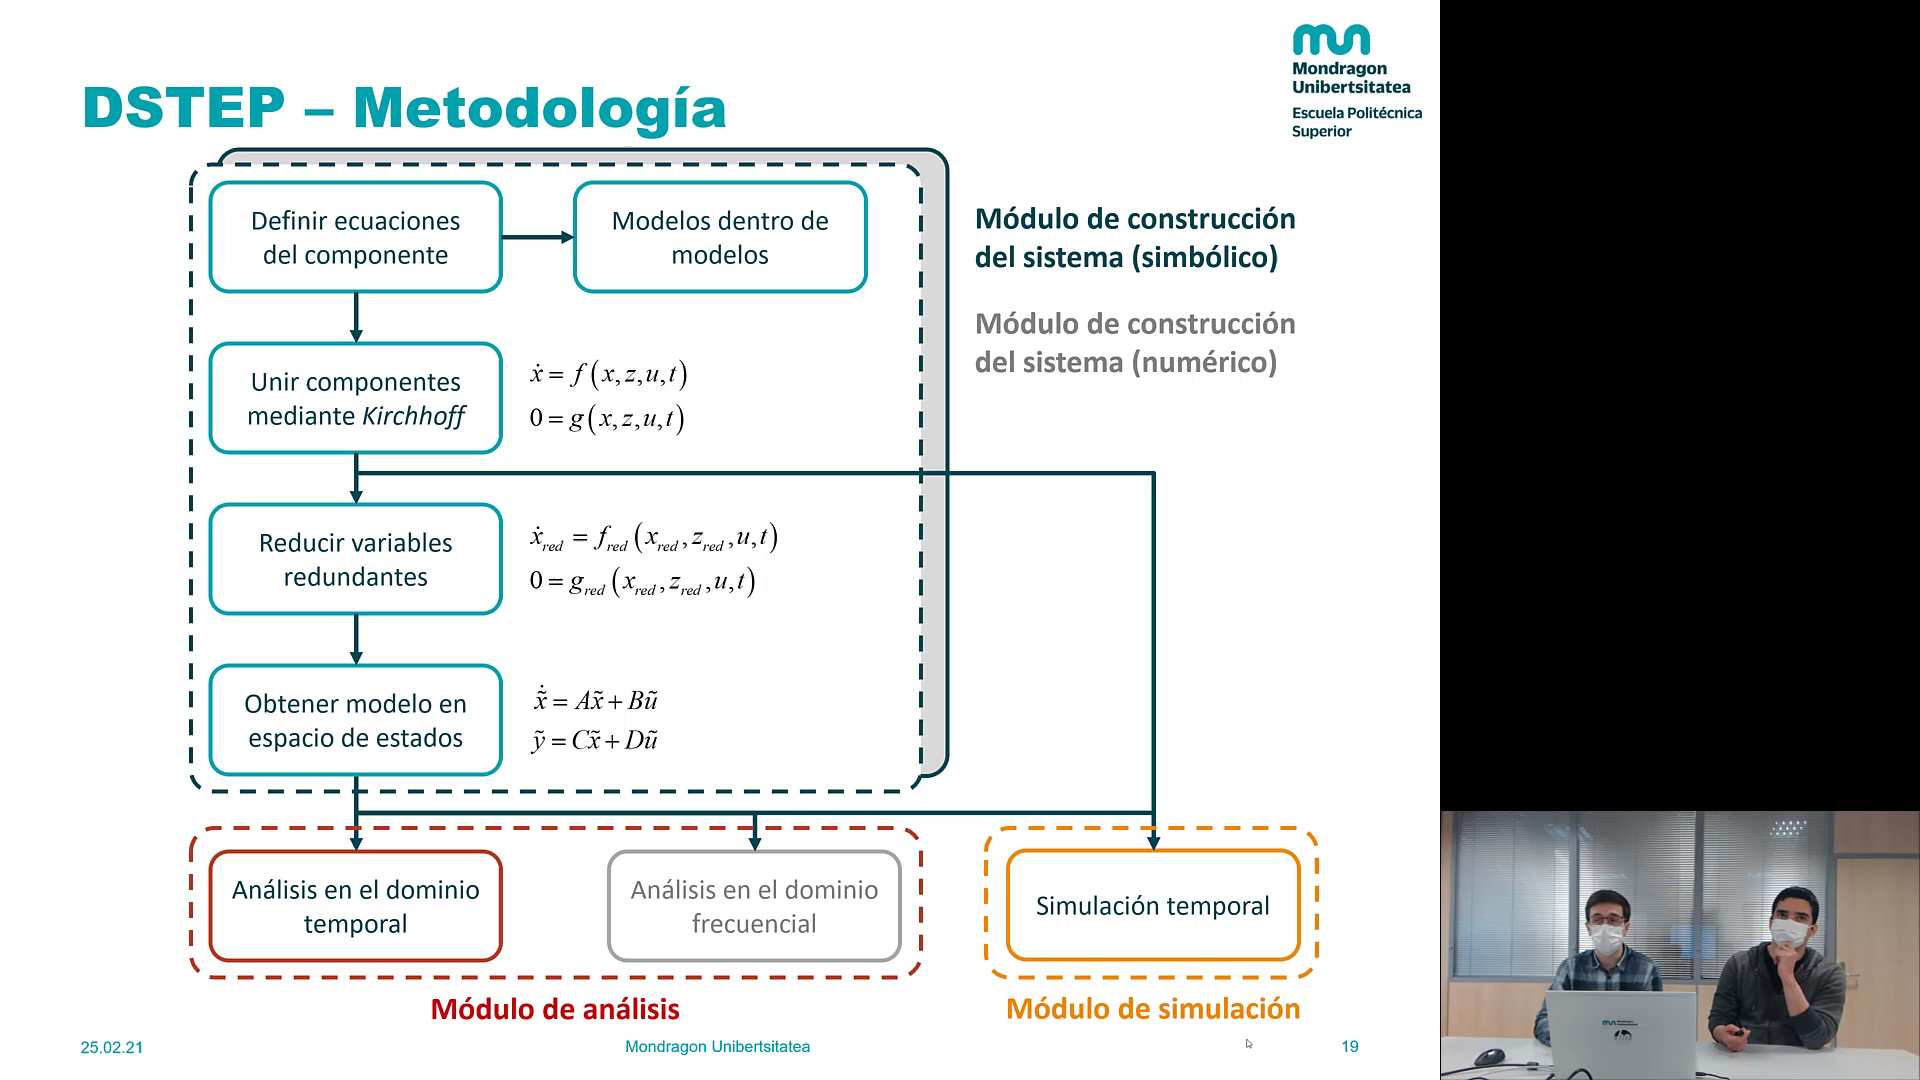 Mondragon
Unibertsitatea
Escuela Politécnica
Superior
DSTEP – Metodología
Definir ecuaciones
del componente
Modelos dentro de
modelos
Módulo de construcción
del sistema (simbólico)
Módulo de construcción
del sistema (numérico)
Unir componentes
mediante Kirchhoff
ẋ = f(x,z,u,t)
0 = g(x,z,u,t)
Reducir variables
redundantes
ẋ_red = f_red(x_red,z_red,u,t)
0 = g_red(x_red,z_red,u,t)
Obtener modelo en
espacio de estados
x̃̇ = Ax̃ + Bũ
ỹ = Cx̃ + Dũ
Análisis en el dominio
temporal
Análisis en el dominio
frecuencial
Simulación temporal
Módulo de análisis
Módulo de simulación
25.02.21
Mondragon Unibertsitatea
19